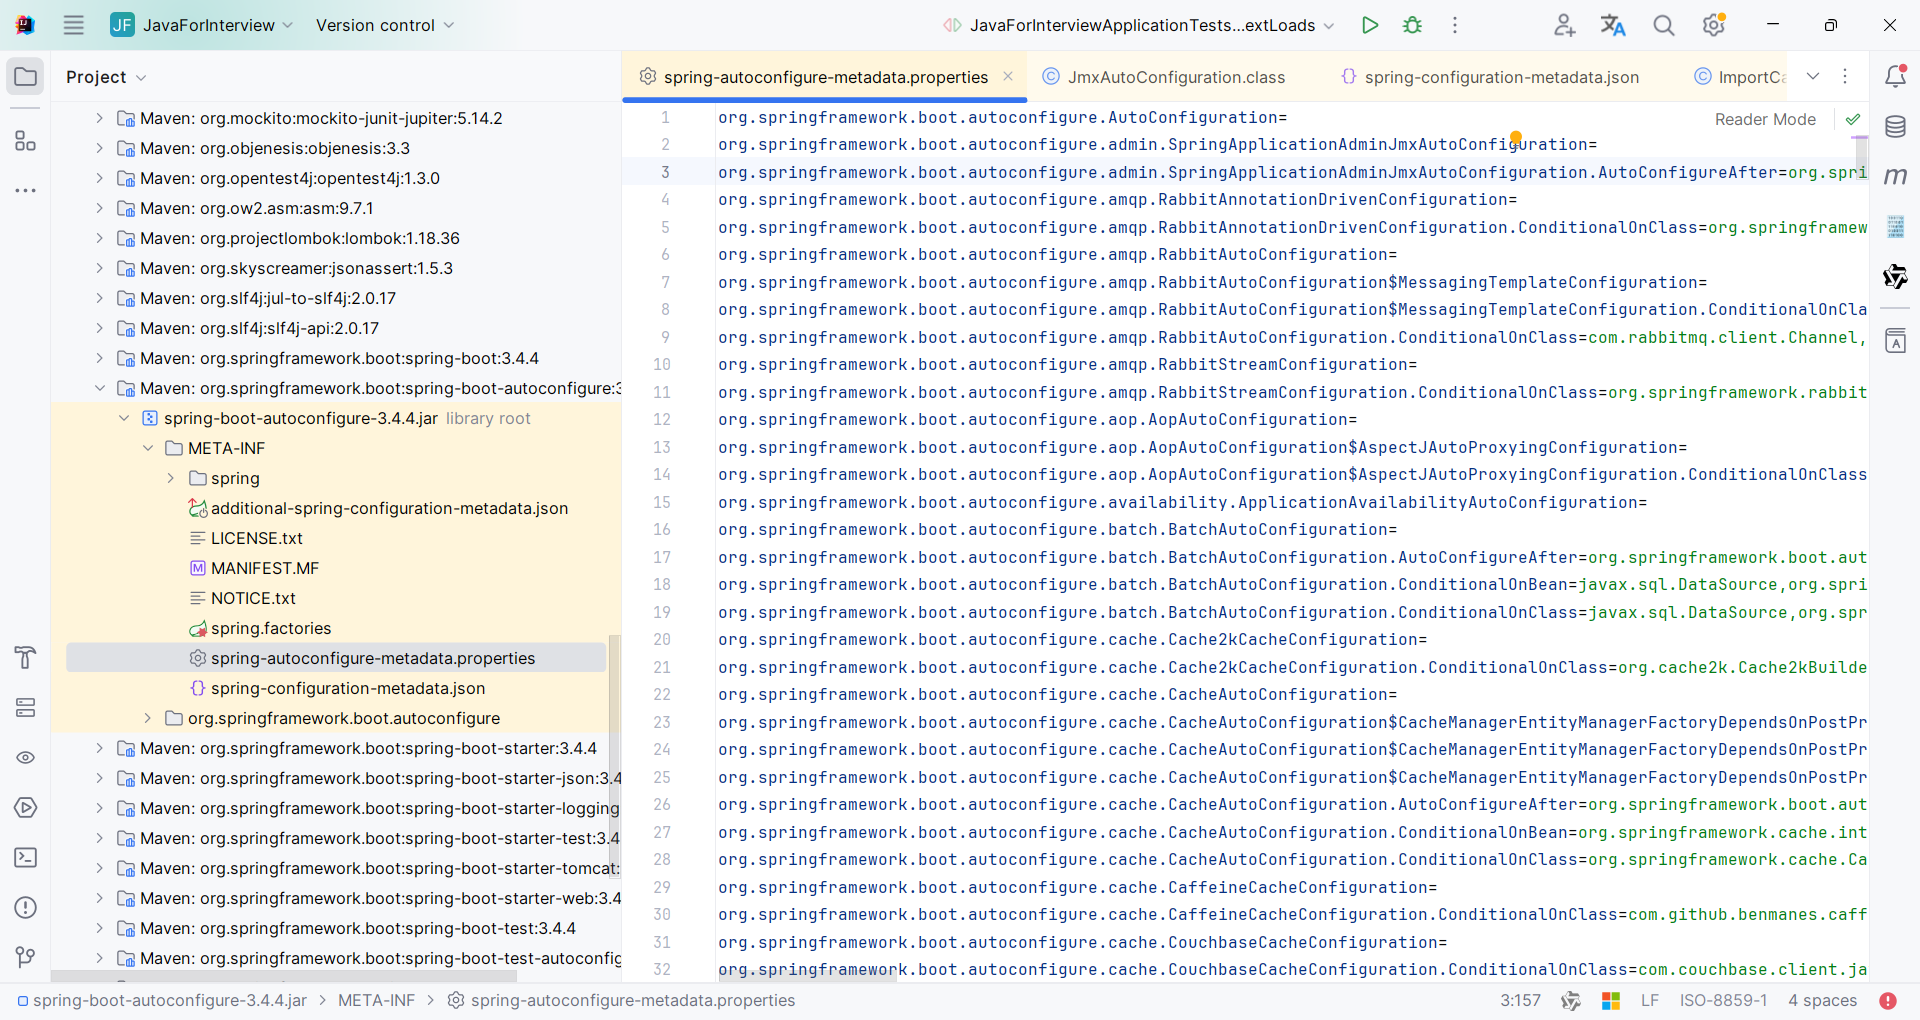 JF JavaForInterview Version control JavaForInterviewApplicationTests...extLoads
Project
spring-autoconfigure-metadata.properties JmxAutoConfiguration.class spring-configuration-metadata.json ImportCa
Reader Mode
Maven: org.mockito:mockito-junit-jupiter:5.14.2
Maven: org.objenesis:objenesis:3.3
Maven: org.opentest4j:opentest4j:1.3.0
Maven: org.ow2.asm:asm:9.7.1
Maven: org.projectlombok:lombok:1.18.36
Maven: org.skyscreamer:jsonassert:1.5.3
Maven: org.slf4j:jul-to-slf4j:2.0.17
Maven: org.slf4j:slf4j-api:2.0.17
Maven: org.springframework.boot:spring-boot:3.4.4
Maven: org.springframework.boot:spring-boot-autoconfigure:3
spring-boot-autoconfigure-3.4.4.jar library root
META-INF
spring
additional-spring-configuration-metadata.json
LICENSE.txt
MANIFEST.MF
NOTICE.txt
spring.factories
spring-autoconfigure-metadata.properties
spring-configuration-metadata.json
org.springframework.boot.autoconfigure
Maven: org.springframework.boot:spring-boot-starter:3.4.4
Maven: org.springframework.boot:spring-boot-starter-json:3.4
Maven: org.springframework.boot:spring-boot-starter-logging
Maven: org.springframework.boot:spring-boot-starter-test:3.4
Maven: org.springframework.boot:spring-boot-starter-tomcat:
Maven: org.springframework.boot:spring-boot-starter-web:3.4
Maven: org.springframework.boot:spring-boot-test:3.4.4
Maven: org.springframework.boot:spring-boot-test-autoconfig
1 org.springframework.boot.autoconfigure.AutoConfiguration=
2 org.springframework.boot.autoconfigure.admin.SpringApplicationAdminJmxAutoConfiguration=
3 org.springframework.boot.autoconfigure.admin.SpringApplicationAdminJmxAutoConfiguration.AutoConfigureAfter=org.spri
4 org.springframework.boot.autoconfigure.amqp.RabbitAnnotationDrivenConfiguration=
5 org.springframework.boot.autoconfigure.amqp.RabbitAnnotationDrivenConfiguration.ConditionalOnClass=org.springframew
6 org.springframework.boot.autoconfigure.amqp.RabbitAutoConfiguration=
7 org.springframework.boot.autoconfigure.amqp.RabbitAutoConfiguration$MessagingTemplateConfiguration=
8 org.springframework.boot.autoconfigure.amqp.RabbitAutoConfiguration$MessagingTemplateConfiguration.ConditionalOnCla
9 org.springframework.boot.autoconfigure.amqp.RabbitAutoConfiguration.ConditionalOnClass=com.rabbitmq.client.Channel,
10 org.springframework.boot.autoconfigure.amqp.RabbitStreamConfiguration=
11 org.springframework.boot.autoconfigure.amqp.RabbitStreamConfiguration.ConditionalOnClass=org.springframework.rabbit
12 org.springframework.boot.autoconfigure.aop.AopAutoConfiguration=
13 org.springframework.boot.autoconfigure.aop.AopAutoConfiguration$AspectJAutoProxyingConfiguration=
14 org.springframework.boot.autoconfigure.aop.AopAutoConfiguration$AspectJAutoProxyingConfiguration.ConditionalOnClass
15 org.springframework.boot.autoconfigure.availability.ApplicationAvailabilityAutoConfiguration=
16 org.springframework.boot.autoconfigure.batch.BatchAutoConfiguration=
17 org.springframework.boot.autoconfigure.batch.BatchAutoConfiguration.AutoConfigureAfter=org.springframework.boot.aut
18 org.springframework.boot.autoconfigure.batch.BatchAutoConfiguration.ConditionalOnBean=javax.sql.DataSource,org.spri
19 org.springframework.boot.autoconfigure.batch.BatchAutoConfiguration.ConditionalOnClass=javax.sql.DataSource,org.spr
20 org.springframework.boot.autoconfigure.cache.Cache2kCacheConfiguration=
21 org.springframework.boot.autoconfigure.cache.Cache2kCacheConfiguration.ConditionalOnClass=org.cache2k.Cache2kBuilde
22 org.springframework.boot.autoconfigure.cache.CacheAutoConfiguration=
23 org.springframework.boot.autoconfigure.cache.CacheAutoConfiguration$CacheManagerEntityManagerFactoryDependsOnPostPr
24 org.springframework.boot.autoconfigure.cache.CacheAutoConfiguration$CacheManagerEntityManagerFactoryDependsOnPostPr
25 org.springframework.boot.autoconfigure.cache.CacheAutoConfiguration$CacheManagerEntityManagerFactoryDependsOnPostPr
26 org.springframework.boot.autoconfigure.cache.CacheAutoConfiguration.AutoConfigureAfter=org.springframework.boot.aut
27 org.springframework.boot.autoconfigure.cache.CacheAutoConfiguration.ConditionalOnBean=org.springframework.cache.int
28 org.springframework.boot.autoconfigure.cache.CacheAutoConfiguration.ConditionalOnClass=org.springframework.cache.Ca
29 org.springframework.boot.autoconfigure.cache.CaffeineCacheConfiguration=
30 org.springframework.boot.autoconfigure.cache.CaffeineCacheConfiguration.ConditionalOnClass=com.github.benmanes.caff
31 org.springframework.boot.autoconfigure.cache.CouchbaseCacheConfiguration=
32 org.springframework.boot.autoconfigure.cache.CouchbaseCacheConfiguration.ConditionalOnClass=com.couchbase.client.ja
spring-boot-autoconfigure-3.4.4.jar META-INF spring-autoconfigure-metadata.properties 3:157 LF ISO-8859-1 4 spaces